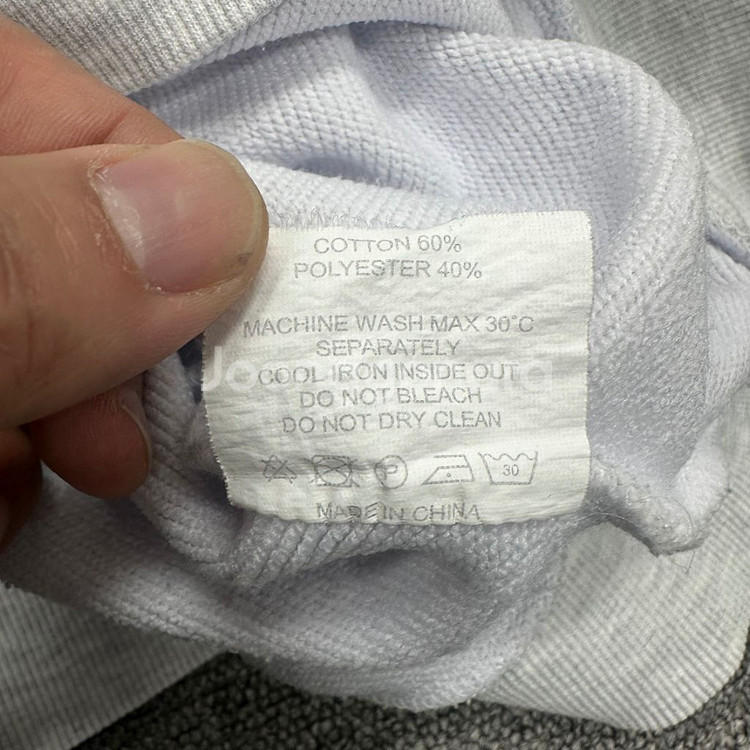 COTTON 60%
POLYESTER 40%
MACHINE WASH MAX 30°C
SEPARATELY
COOL IRON INSIDE OUT
DO NOT BLEACH
DO NOT DRY CLEAN
P
30
MADE IN CHINA